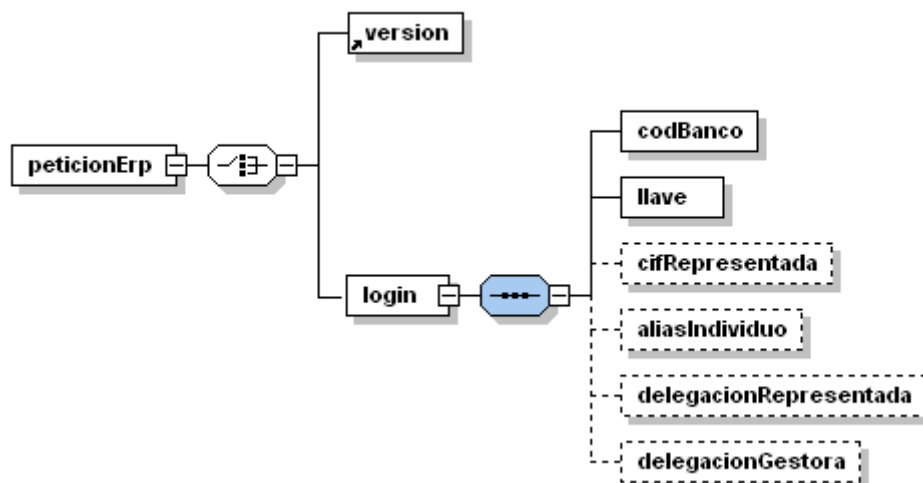 version
peticionErp
codBanco
llave
cifRepresentada
login
aliasIndividuo
delegacionRepresentada
delegacionGestora